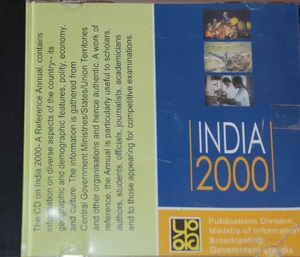 The CD on India 2000- A Reference Annual, contains
information on diverse aspects of the country-- its
geographic and demographic features, polity, economy,
and culture. The information is gathered from
Central Government Ministries/States/Union Territories
and other organisations and hence authentic. A work of
reference, the Annual is particularly useful to scholars,
authors, students, officials, journalists, academicians
and to those appearing for competitive examinations.
INDIA
2000
Publications Division
Ministry of Information
Broadcasting
Government